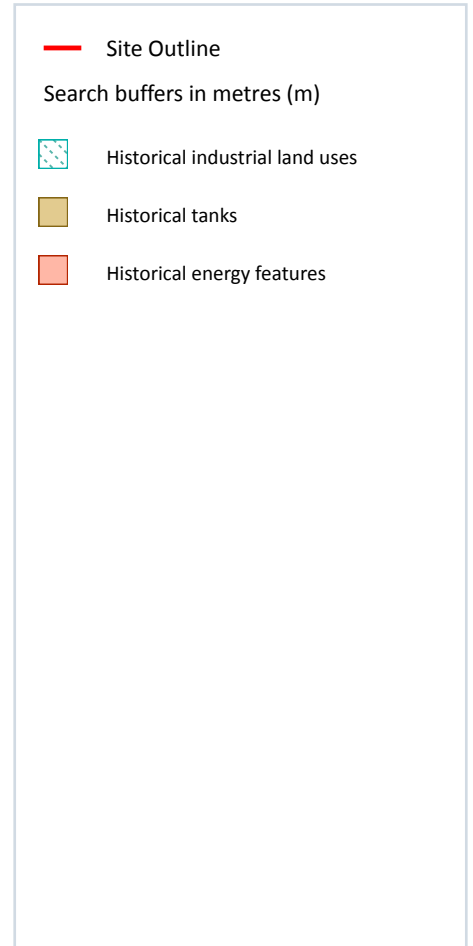 Site Outline
Search buffers in metres (m)
Historical industrial land uses
Historical tanks
Historical energy features